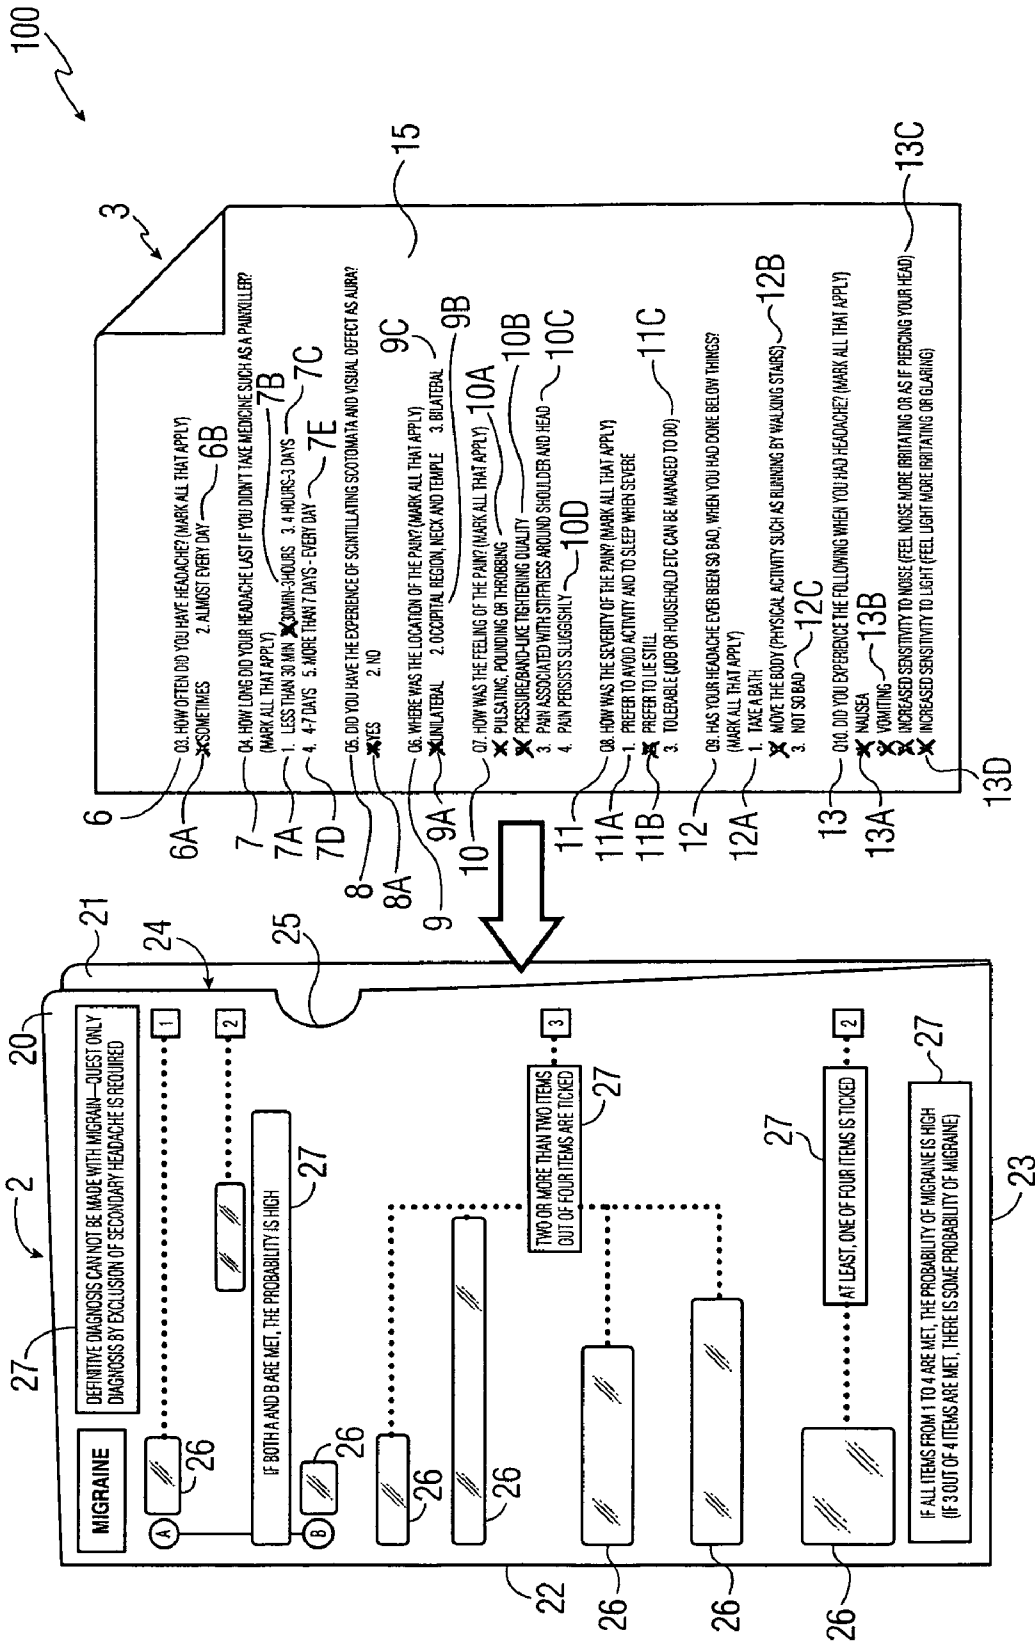 100
2
27
20
21
MIGRAINE
DEFINITIVE DIAGNOSIS CAN NOT BE MADE WITH MIGRAIN—QUEST ONLY
DIAGNOSIS BY EXCLUSION OF SECONDARY HEADACHE IS REQUIRED
24
A
26
1
2
25
IF BOTH A AND B ARE MET, THE PROBABILITY IS HIGH
27
B
26
26
26
TWO OR MORE THAN TWO ITEMS
OUT OF FOUR ITEMS ARE TICKED
3
27
22
26
26
27
AT LEAST, ONE OF FOUR ITEMS IS TICKED
2
26
27
IF ALL ITEMS FROM 1 TO 4 ARE MET, THE PROBABILITY OF MIGRAINE IS HIGH
(IF 3 OUT OF 4 ITEMS ARE MET, THERE IS SOME PROBABILITY OF MIGRAINE)
23
3
6
Q3. HOW OFTEN DID YOU HAVE HEADACHE? (MARK ALL THAT APPLY)
6A
SOMETIMES 2. ALMOST EVERY DAY
6B
7
Q4. HOW LONG DID YOUR HEADACHE LAST IF YOU DIDN'T TAKE MEDICINE SUCH AS A PAINKILLER?
(MARK ALL THAT APPLY)
7B
7A
1. LESS THAN 30 MIN 30MIN-3HOURS 3. 4 HOURS-3 DAYS
7C
7D
4. 4-7 DAYS 5. MORE THAN 7 DAYS - EVERY DAY
7E
8
Q5. DID YOU HAVE THE EXPERIENCE OF SCINTILLATING SCOTOMATA AND VISUAL DEFECT AS AURA?
8A
YES 2. NO
15
9
Q6. WHERE WAS THE LOCATION OF THE PAIN? (MARK ALL THAT APPLY)
9C
9A
UNILATERAL 2. OCCIPITAL REGION, NECK AND TEMPLE 3. BILATERAL
9B
10
Q7. HOW WAS THE FEELING OF THE PAIN? (MARK ALL THAT APPLY)
10A
PULSATING, POUNDING OR THROBBING
PRESSURE/BAND-LIKE TIGHTENING QUALITY
10B
3. PAIN ASSOCIATED WITH STIFFNESS AROUND SHOULDER AND HEAD
10C
4. PAIN PERSISTS SLUGGISHLY
10D
11
Q8. HOW WAS THE SEVERITY OF THE PAIN? (MARK ALL THAT APPLY)
11A
1. PREFER TO AVOID ACTIVITY AND TO SLEEP WHEN SEVERE
11B
PREFER TO LIE STILL
3. TOLERABLE (JOB OR HOUSEHOLD ETC CAN BE MANAGED TO DO)
11C
12
Q9. HAS YOUR HEADACHE EVER BEEN SO BAD, WHEN YOU HAD DONE BELOW THINGS?
(MARK ALL THAT APPLY)
12A
1. TAKE A BATH
MOVE THE BODY (PHYSICAL ACTIVITY SUCH AS RUNNING BY WALKING STAIRS)
12B
3. NOT SO BAD
12C
13
Q10. DID YOU EXPERIENCE THE FOLLOWING WHEN YOU HAD HEADACHE? (MARK ALL THAT APPLY)
13A
NAUSEA
VOMITING
13B
INCREASED SENSITIVITY TO NOISE (FEEL NOISE MORE IRRITATING OR AS IF PIERCING YOUR HEAD)
13C
INCREASED SENSITIVITY TO LIGHT (FEEL LIGHT MORE IRRITATING OR GLARING)
13D